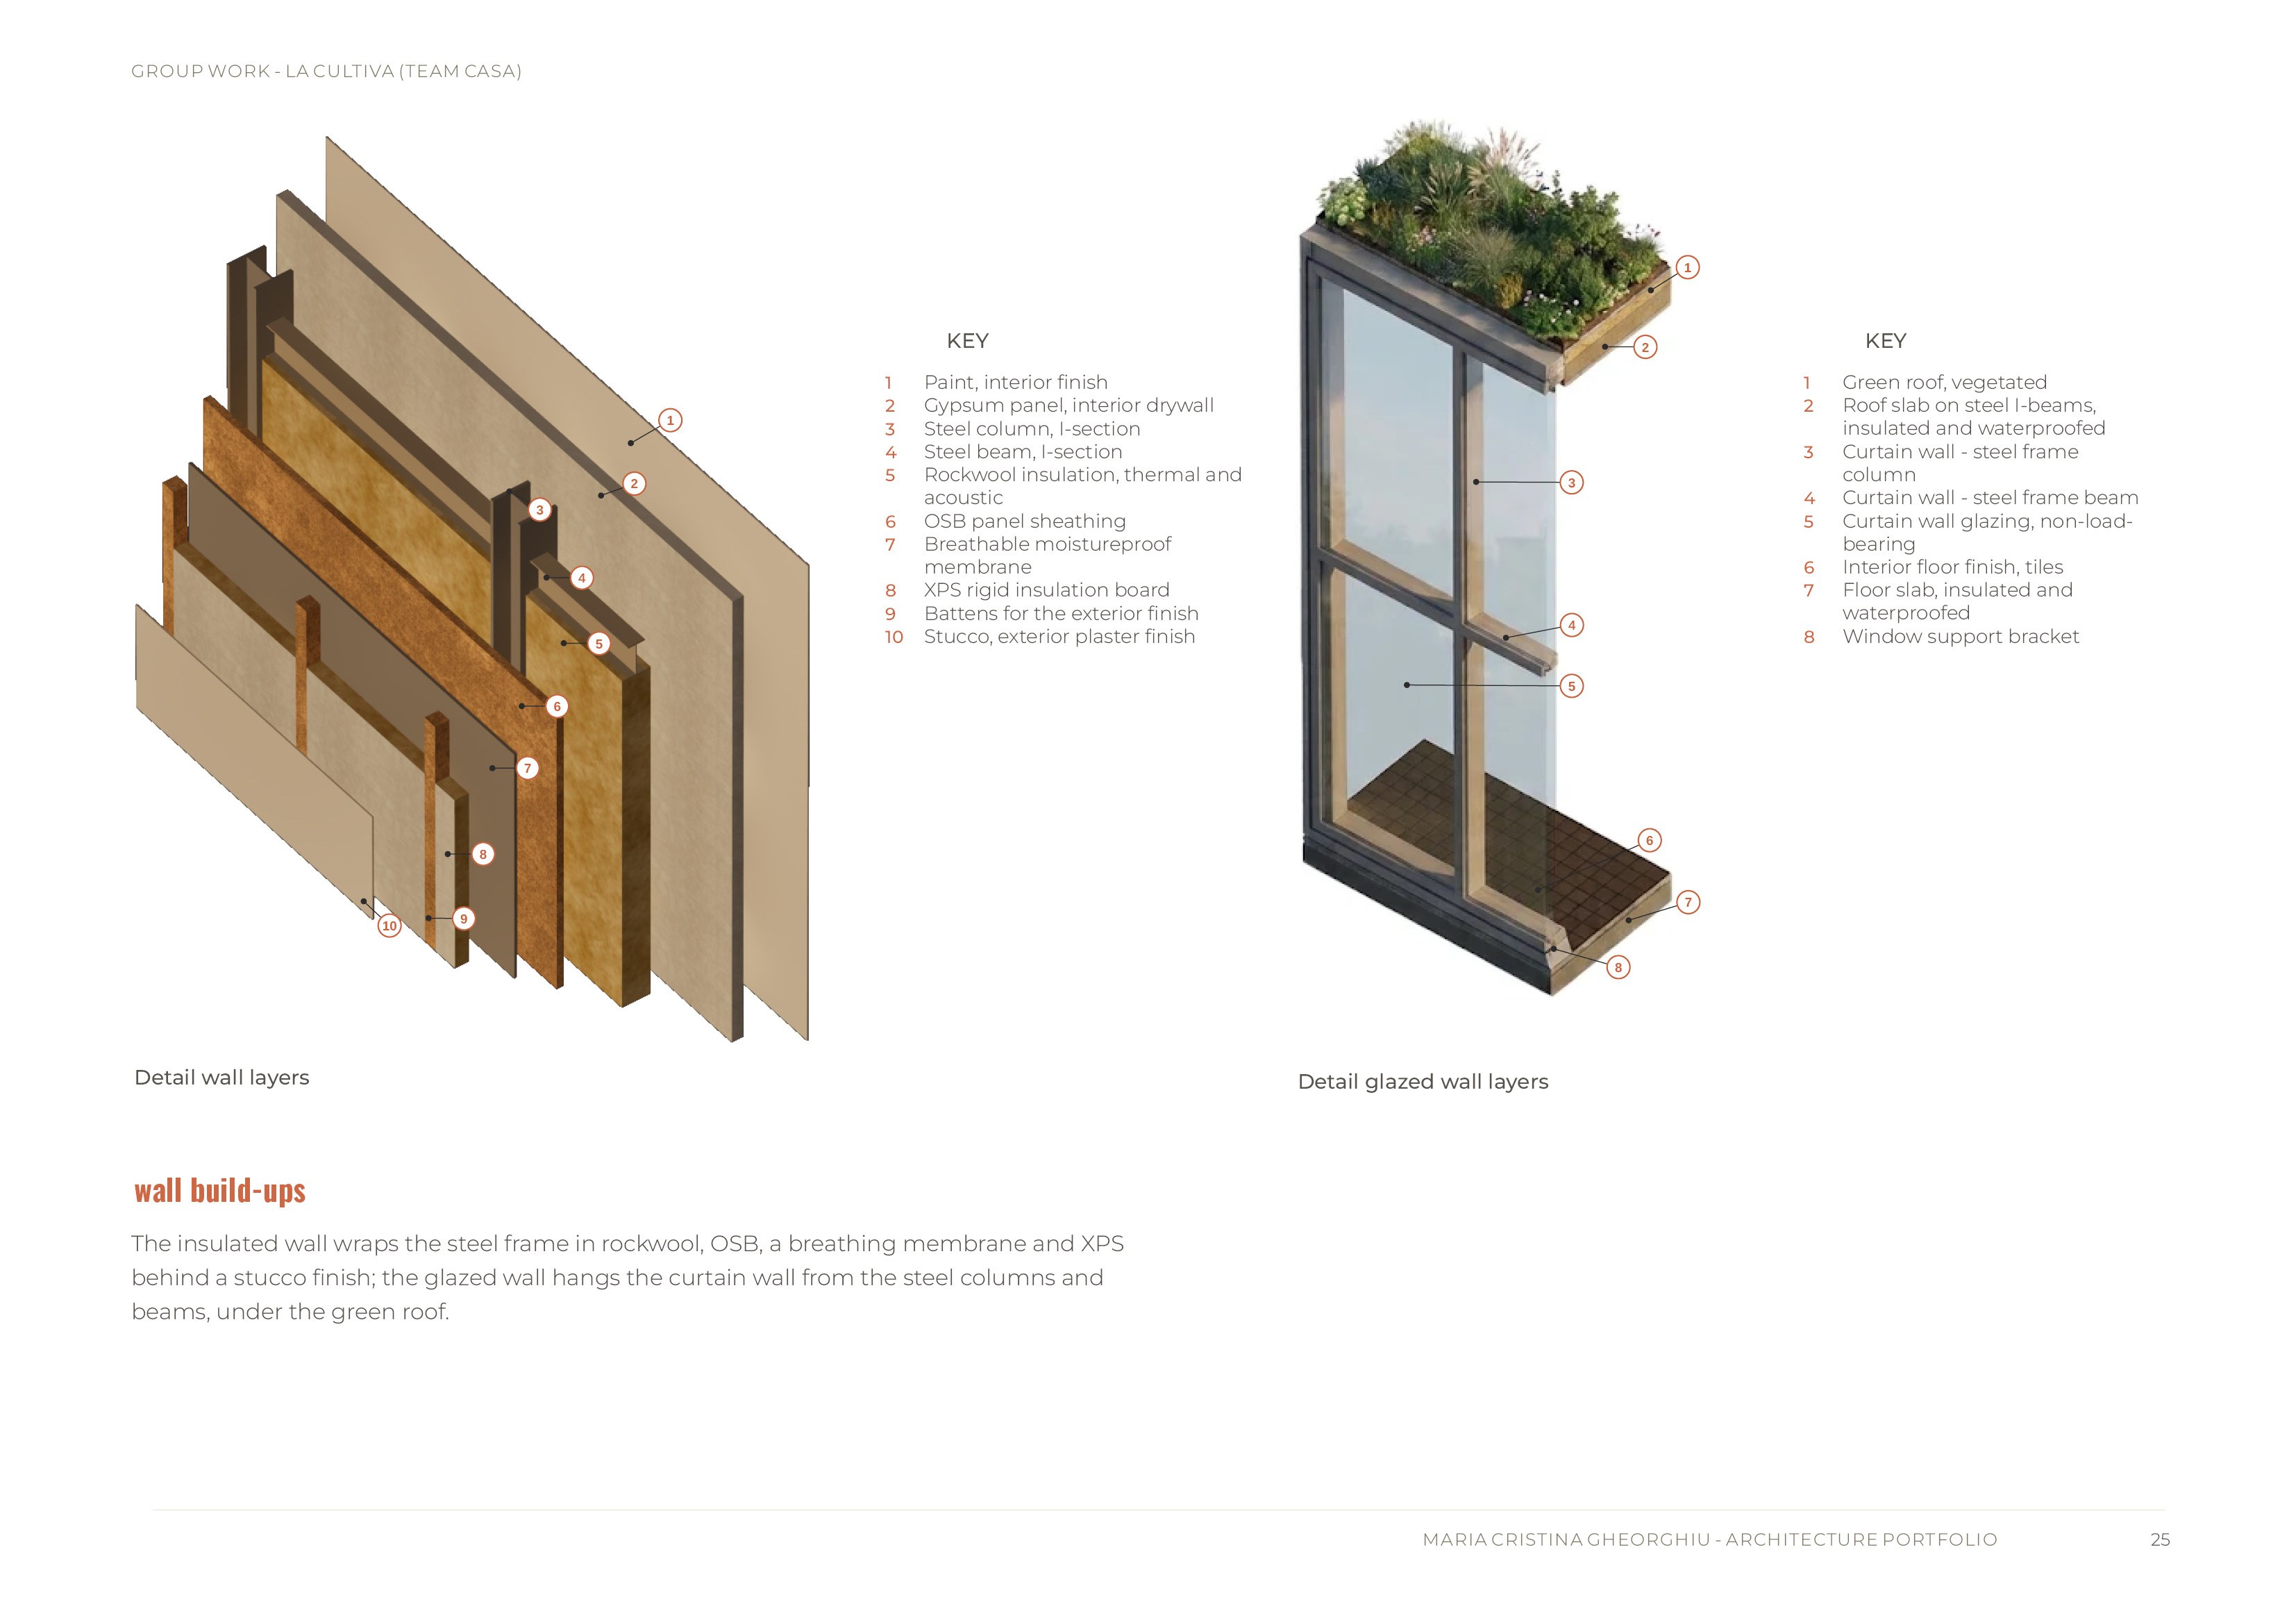 GROUP WORK - LA CULTIVA (TEAM CASA)
1
2
3
4
5
6
7
8
9
10
KEY
1 Paint, interior finish
2 Gypsum panel, interior drywall
3 Steel column, I-section
4 Steel beam, I-section
5 Rockwool insulation, thermal and
acoustic
6 OSB panel sheathing
7 Breathable moistureproof
membrane
8 XPS rigid insulation board
9 Battens for the exterior finish
10 Stucco, exterior plaster finish
Detail wall layers
1
2
3
4
5
6
7
8
KEY
1 Green roof, vegetated
2 Roof slab on steel I-beams,
insulated and waterproofed
3 Curtain wall - steel frame
column
4 Curtain wall - steel frame beam
5 Curtain wall glazing, non-load-
bearing
6 Interior floor finish, tiles
7 Floor slab, insulated and
waterproofed
8 Window support bracket
Detail glazed wall layers
wall build-ups
The insulated wall wraps the steel frame in rockwool, OSB, a breathing membrane and XPS
behind a stucco finish; the glazed wall hangs the curtain wall from the steel columns and
beams, under the green roof.
MARIA CRISTINA GHEORGHIU - ARCHITECTURE PORTFOLIO
25